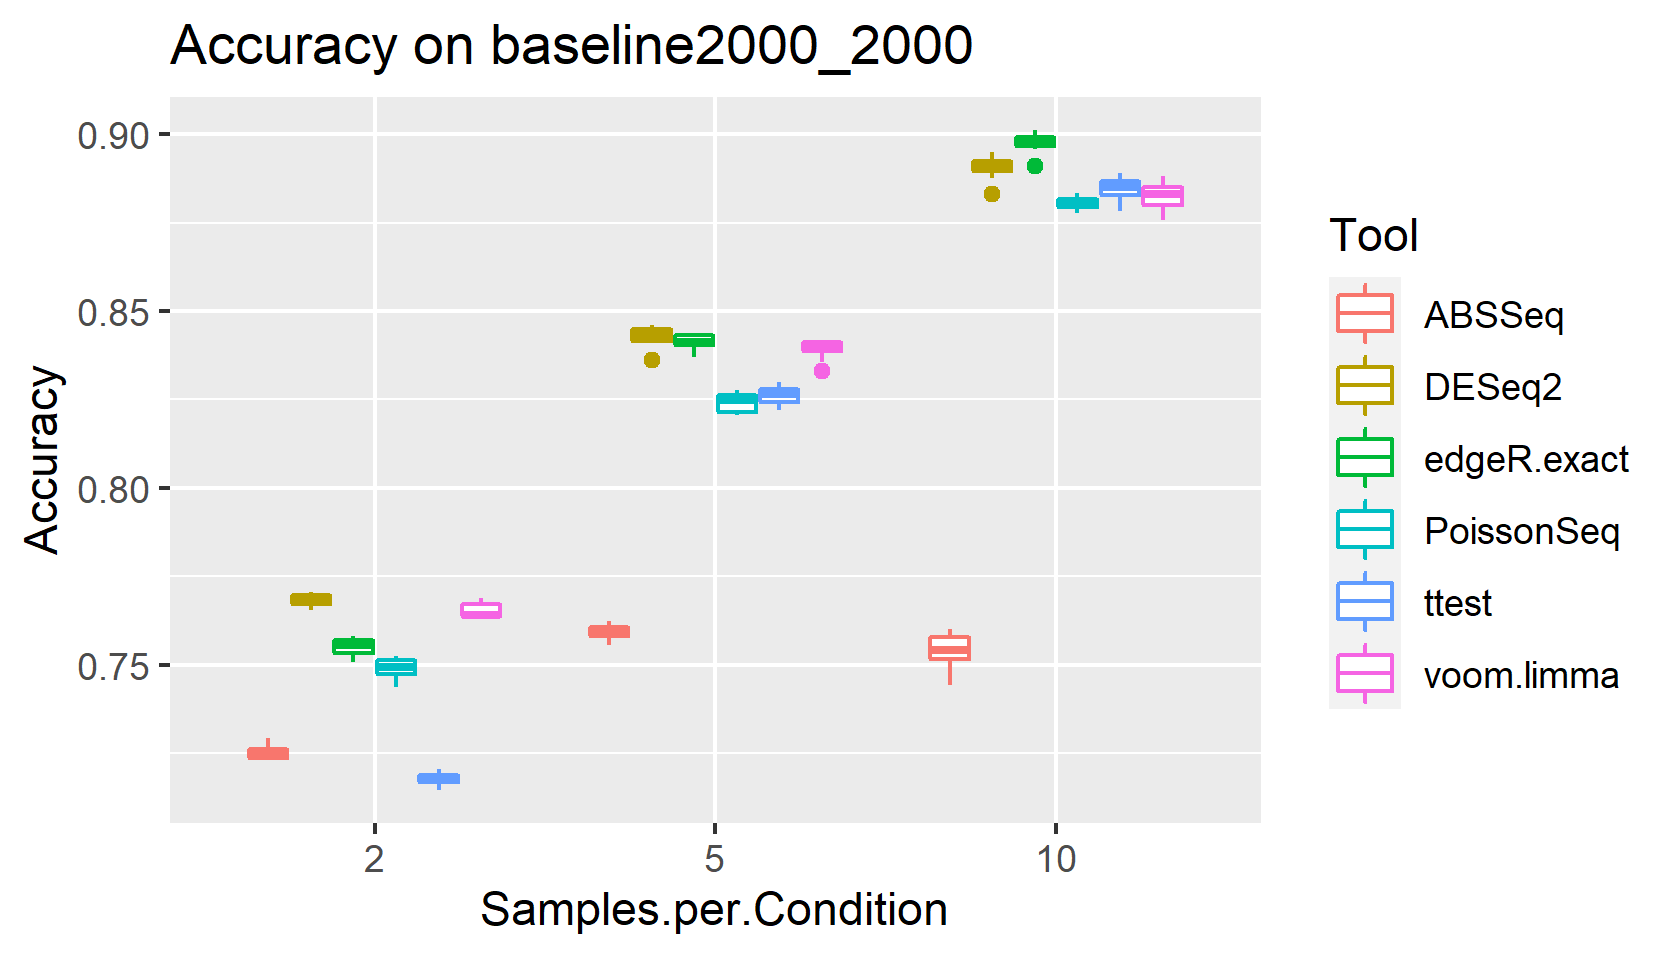 Accuracy on baseline2000_2000
Accuracy
0.90
0.85
0.80
0.75
2 5 10
Samples.per.Condition
Tool
ABSSeq
DESeq2
edgeR.exact
PoissonSeq
ttest
voom.limma